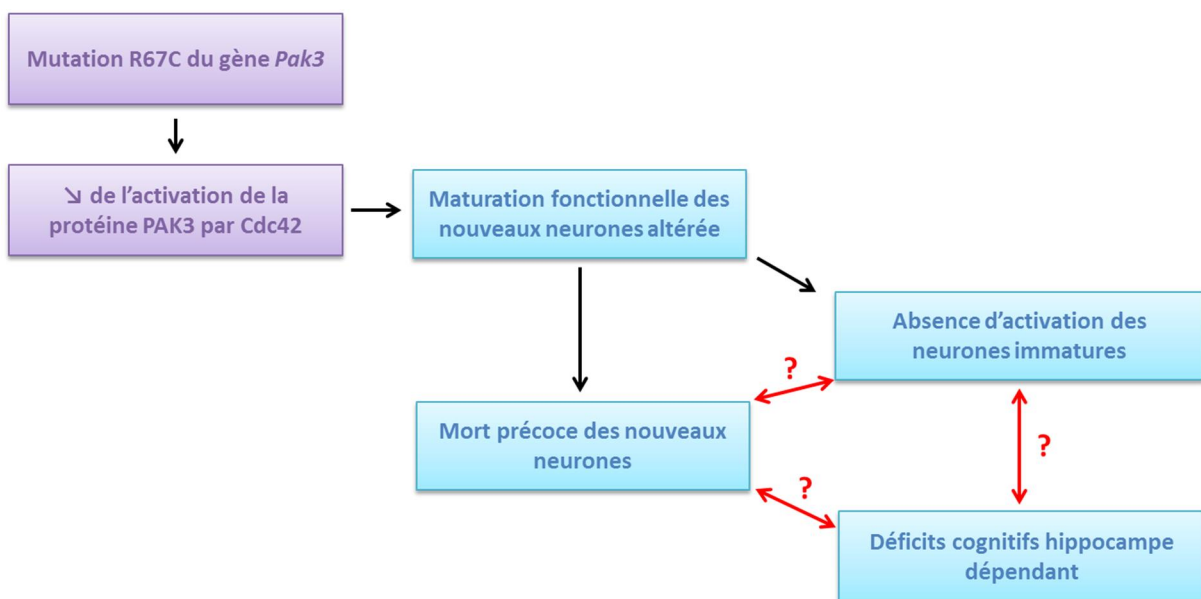 Mutation R67C du gène Pak3
↘ de l'activation de la
protéine PAK3 par Cdc42
Maturation fonctionnelle des
nouveaux neurones altérée
Absence d'activation des
neurones immatures
?
Mort précoce des nouveaux
neurones
?
?
Déficits cognitifs hippocampe
dépendant